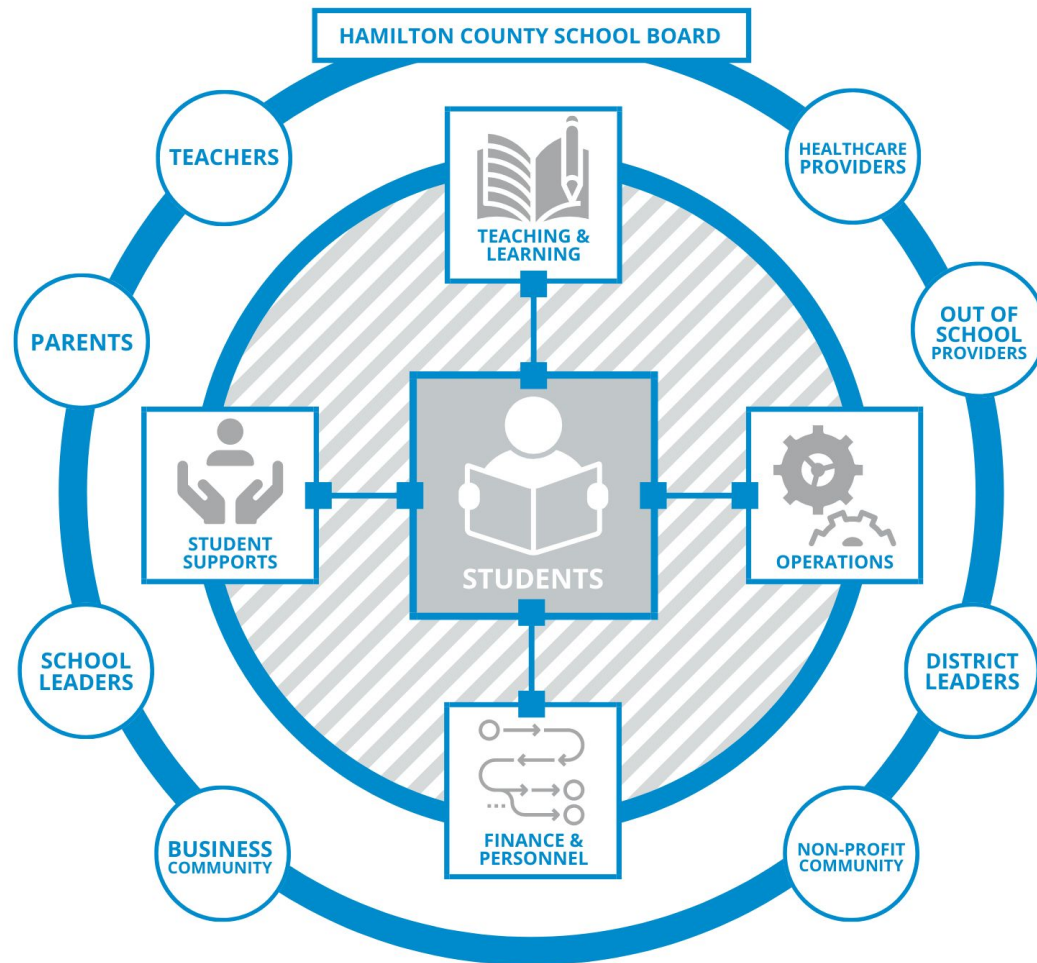 HAMILTON COUNTY SCHOOL BOARD
TEACHERS
HEALTHCARE
PROVIDERS
TEACHING &
LEARNING
PARENTS
OUT OF
SCHOOL
PROVIDERS
STUDENT
SUPPORTS
STUDENTS
OPERATIONS
SCHOOL
LEADERS
DISTRICT
LEADERS
FINANCE &
PERSONNEL
BUSINESS
COMMUNITY
NON-PROFIT
COMMUNITY